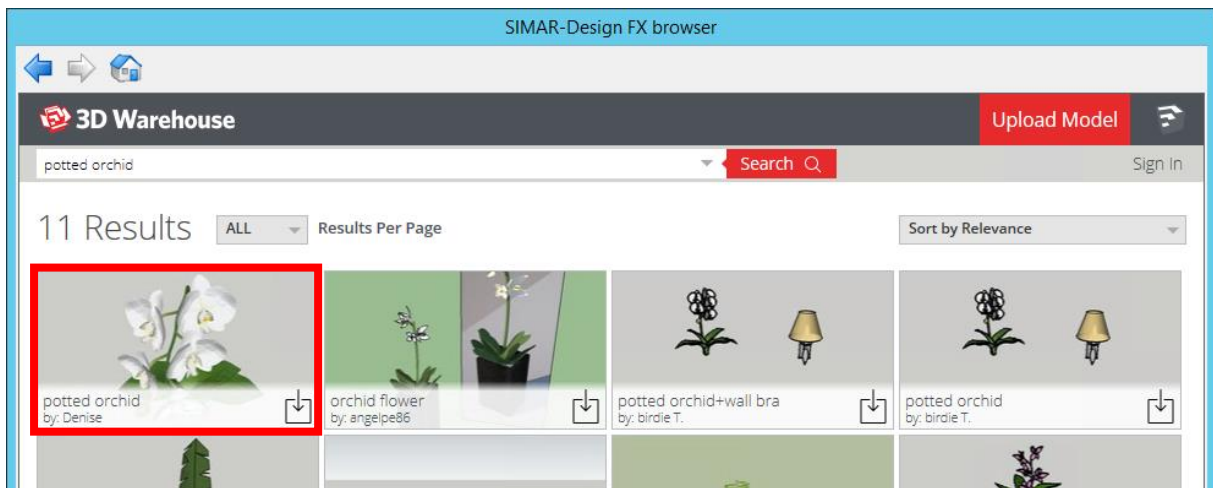 SIMAR-Design FX browser
3D Warehouse
Upload Model
potted orchid
Search
Sign In
11 Results
ALL
Results Per Page
Sort by Relevance
potted orchid
by: Denise
orchid flower
by: angelpe86
potted orchid+wall bra
by: birdie T.
potted orchid
by: birdie T.